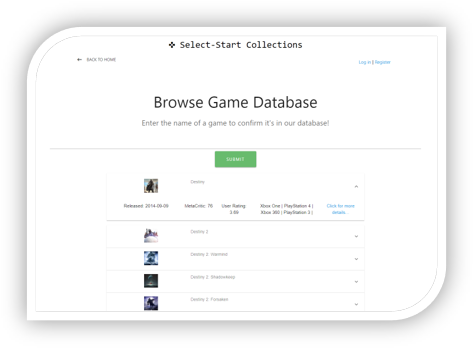 ❖ Select-Start Collections
← BACK TO HOME
Log in | Register
Browse Game Database
Enter the name of a game to confirm it's in our database!
SUBMIT
Destiny
Released: 2014-09-09 MetaCritic: 76 User Rating: Xbox One | PlayStation 4 | Click for more
3.69 Xbox 360 | PlayStation 3 | details.
Destiny 2
Destiny 2: Warmind
Destiny 2: Shadowkeep
Destiny 2: Forsaken